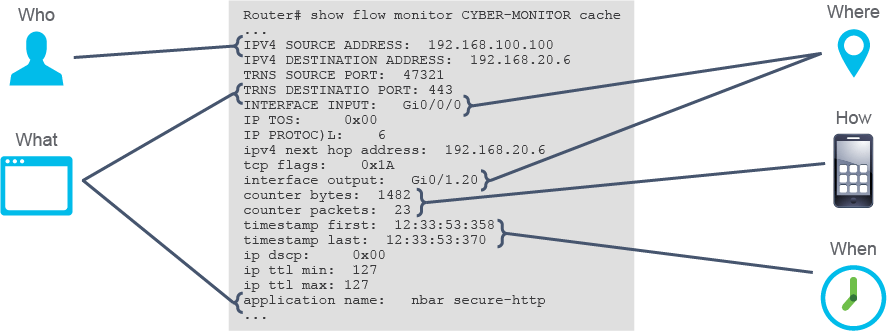 Who
What
Router# show flow monitor CYBER-MONITOR cache
...
IPV4 SOURCE ADDRESS: 192.168.100.100
IPV4 DESTINATION ADDRESS: 192.168.20.6
TRNS SOURCE PORT: 47321
TRNS DESTINATIO PORT: 443
INTERFACE INPUT: Gi0/0/0
IP TOS: 0x00
IP PROTOC)L: 6
ipv4 next hop address: 192.168.20.6
tcp flags: 0x1A
interface output: Gi0/1.20
counter bytes: 1482
counter packets: 23
timestamp first: 12:33:53:358
timestamp last: 12:33:53:370
ip dscp: 0x00
ip ttl min: 127
ip ttl max: 127
application name: nbar secure-http
...
Where
How
When